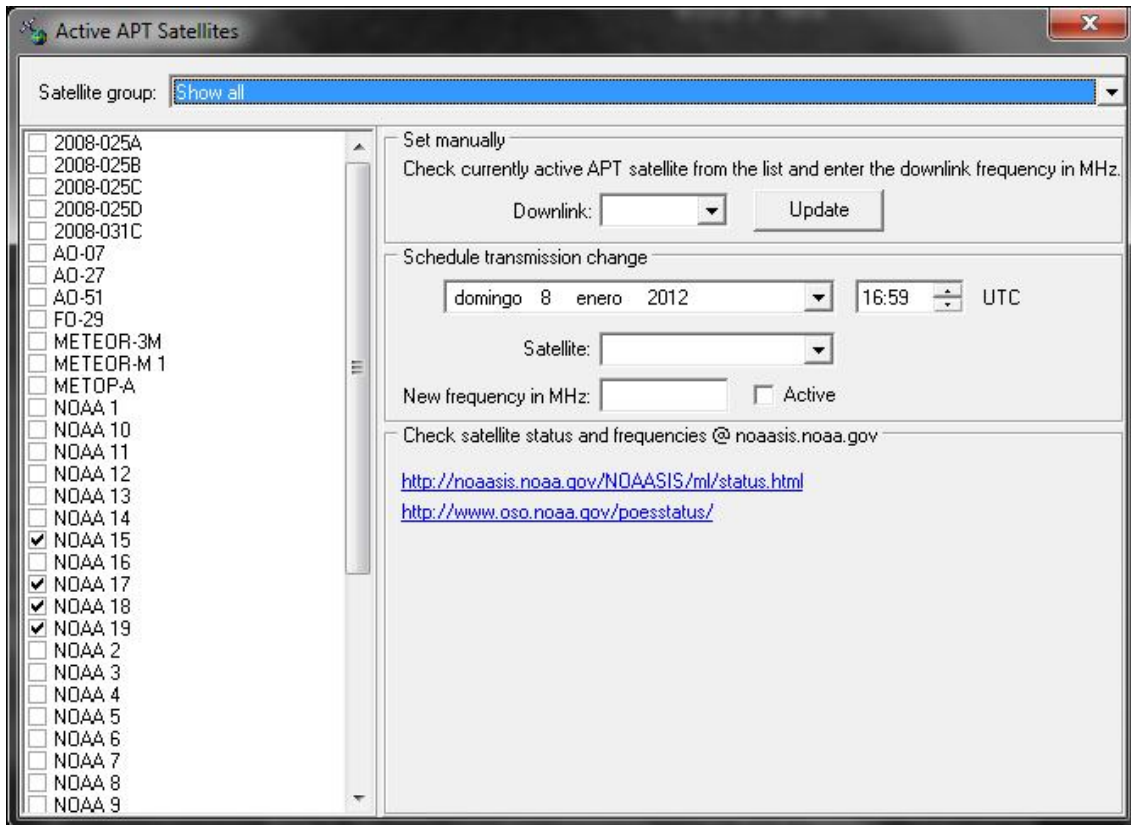 Active APT Satellites
Satellite group: Show all
2008-025A
2008-025B
2008-025C
2008-025D
2008-031C
AO-07
AO-27
AO-51
FO-29
METEOR-3M
METEOR-M 1
METOP-A
NOAA 1
NOAA 10
NOAA 11
NOAA 12
NOAA 13
NOAA 14
NOAA 15
NOAA 16
NOAA 17
NOAA 18
NOAA 19
NOAA 2
NOAA 3
NOAA 4
NOAA 5
NOAA 6
NOAA 7
NOAA 8
NOAA 9
Set manually
Check currently active APT satellite from the list and enter the downlink frequency in MHz.
Downlink: Update
Schedule transmission change
domingo 8 enero 2012 16:59 UTC
Satellite:
New frequency in MHz: Active
Check satellite status and frequencies @ noaasis.noaa.gov
http://noaasis.noaa.gov/NOAASIS/ml/status.html
http://www.oso.noaa.gov/poesstatus/